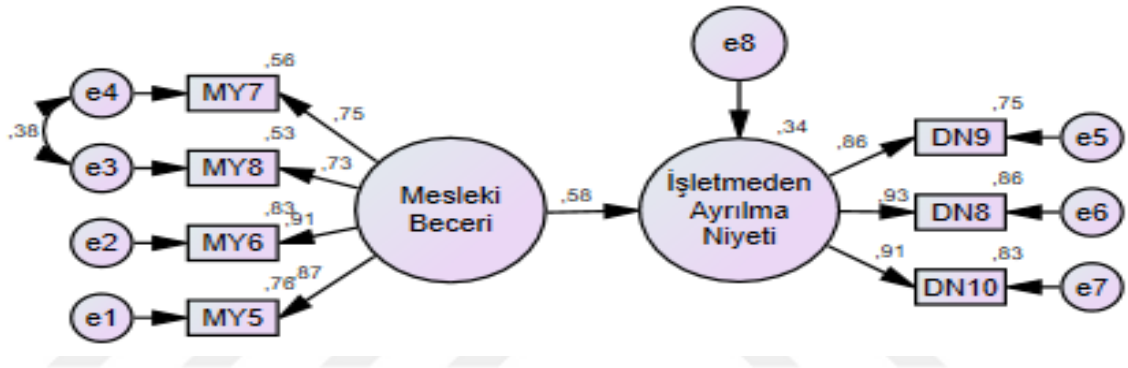 e8
,56
e4
MY7
,75
,38
,53
e3
MY8
,73
,83
,91
e2
MY6
,76
,87
e1
MY5
Mesleki
Beceri
,58
,34
İşletmeden
Ayrılma
Niyeti
,86
,75
DN9
e5
,93
,86
DN8
e6
,91
,83
DN10
e7